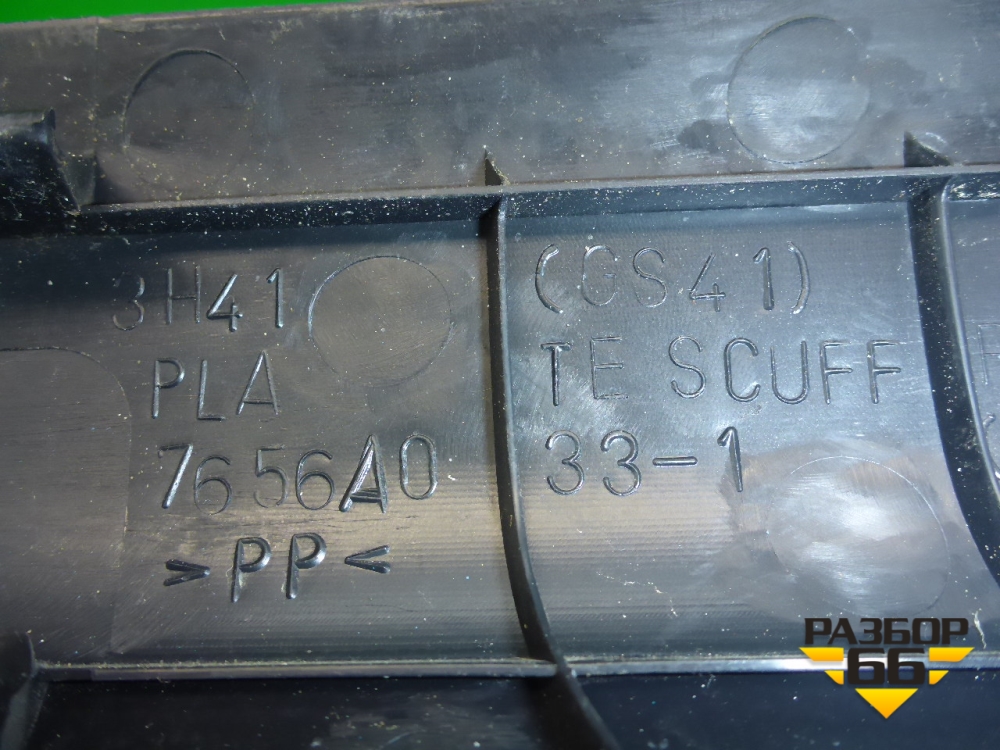 3H41 (GS41)
PLA TE SCUFF
7656A0 33-1
>PP<
РАЗБОР
66